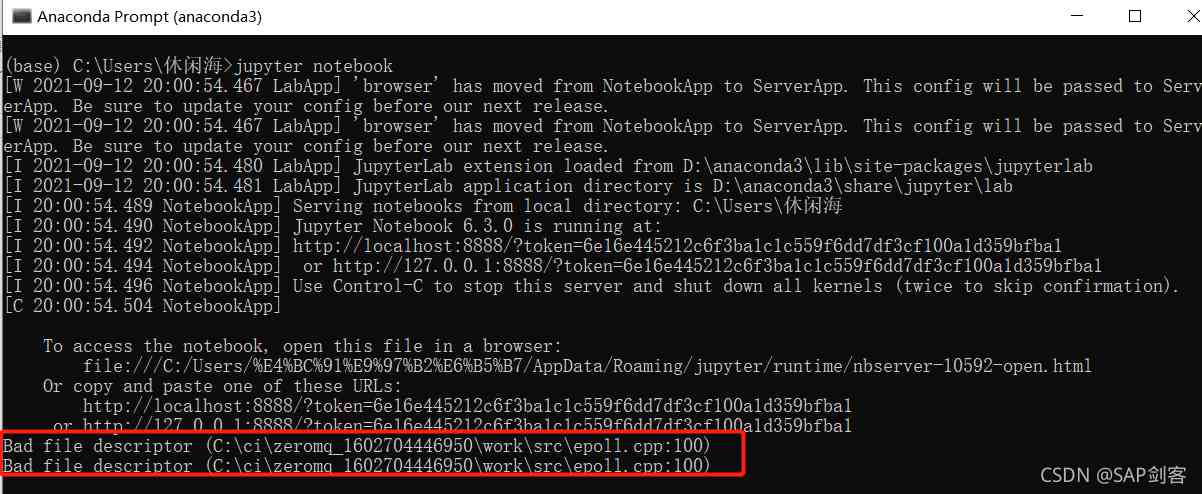 Anaconda Prompt (anaconda3)
(base) C:\Users\休闲海>jupyter notebook
[W 2021-09-12 20:00:54.467 LabApp] 'browser' has moved from NotebookApp to ServerApp. This config will be passed to Serv
erApp. Be sure to update your config before our next release.
[W 2021-09-12 20:00:54.467 LabApp] 'browser' has moved from NotebookApp to ServerApp. This config will be passed to Serv
erApp. Be sure to update your config before our next release.
[I 2021-09-12 20:00:54.480 LabApp] JupyterLab extension loaded from D:\anaconda3\lib\site-packages\jupyterlab
[I 2021-09-12 20:00:54.481 LabApp] JupyterLab application directory is D:\anaconda3\share\jupyter\lab
[I 20:00:54.489 NotebookApp] Serving notebooks from local directory: C:\Users\休闲海
[I 20:00:54.490 NotebookApp] Jupyter Notebook 6.3.0 is running at:
[I 20:00:54.492 NotebookApp] http://localhost:8888/?token=6e16e445212c6f3ba1c1c559f6dd7df3cf100a1d359bfba1
[I 20:00:54.494 NotebookApp]  or http://127.0.0.1:8888/?token=6e16e445212c6f3ba1c1c559f6dd7df3cf100a1d359bfba1
[I 20:00:54.496 NotebookApp] Use Control-C to stop this server and shut down all kernels (twice to skip confirmation).
[C 20:00:54.504 NotebookApp]
To access the notebook, open this file in a browser:
file:///C:/Users/%E4%BC%91%E9%97%B2%E6%B5%B7/AppData/Roaming/jupyter/runtime/nbserver-10592-open.html
Or copy and paste one of these URLs:
http://localhost:8888/?token=6e16e445212c6f3ba1c1c559f6dd7df3cf100a1d359bfba1
or http://127.0.0.1:8888/?token=6e16e445212c6f3ba1c1c559f6dd7df3cf100a1d359bfba1
Bad file descriptor (C:\ci\zeromq_1602704446950\work\src\epoll.cpp:100)
Bad file descriptor (C:\ci\zeromq_1602704446950\work\src\epoll.cpp:100)
CSDN @SAP剑客